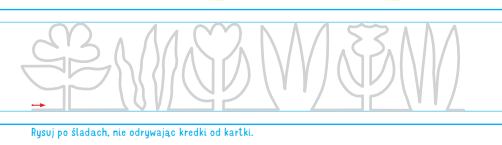 Rysuj po śladach, nie odrywając kredki od kartki.